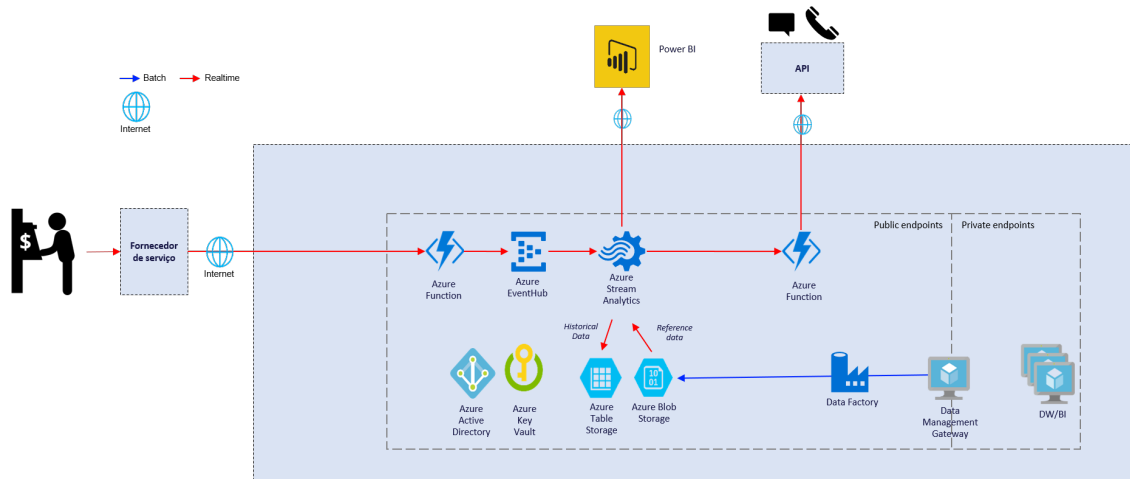 Power BI
API
Batch
Realtime
Internet
Public endpoints
Private endpoints
$
Fornecedor
de serviço
Internet
Azure
Function
Azure
EventHub
Azure
Stream
Analytics
Azure
Function
Historical
Data
Reference
data
10
01
Azure
Active
Directory
Azure
Key
Vault
Azure
Table
Storage
Azure Blob
Storage
Data Factory
Data
Management
Gateway
DW/BI